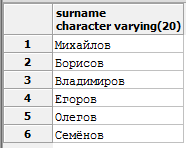 surname
character varying(20)
1 Михайлов
2 Борисов
3 Владимиров
4 Егоров
5 Олегов
6 Семёнов